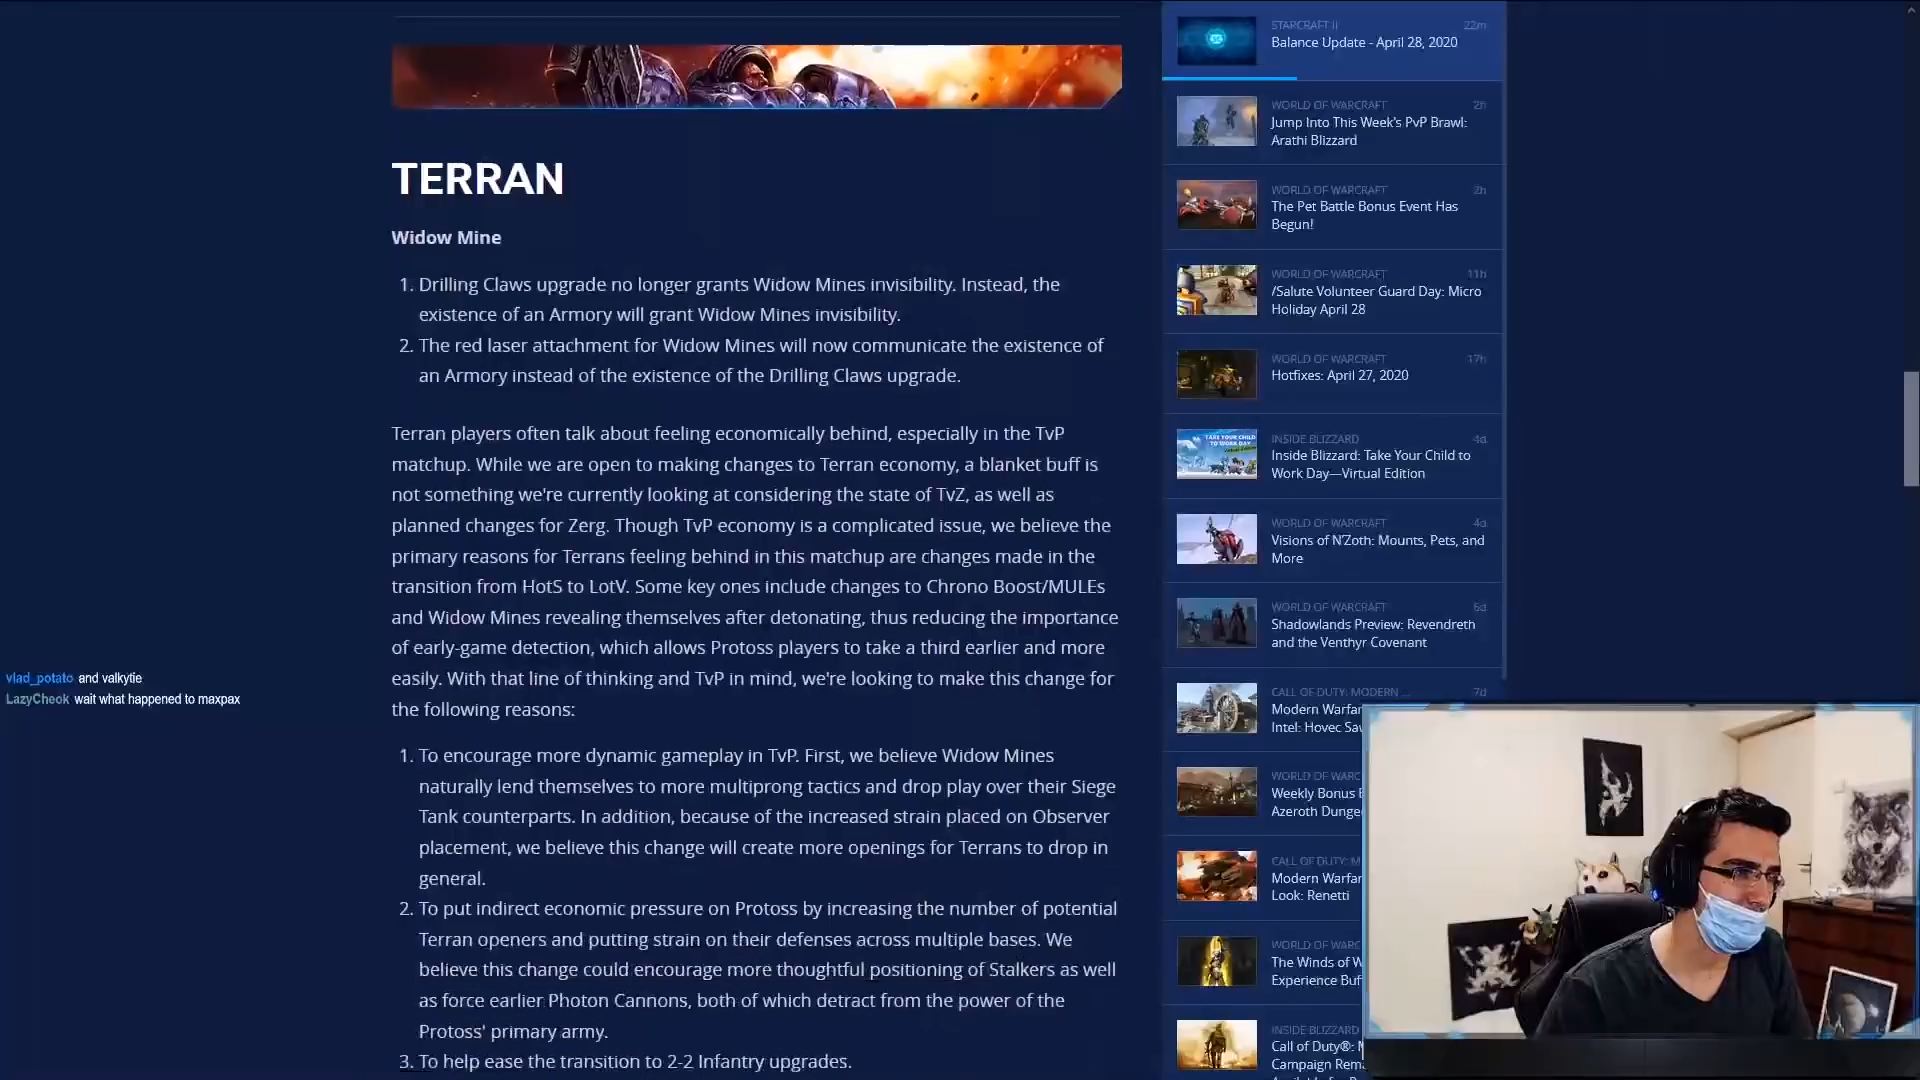 TERRAN
Widow Mine
1. Drilling Claws upgrade no longer grants Widow Mines invisibility. Instead, the
existence of an Armory will grant Widow Mines invisibility.
2. The red laser attachment for Widow Mines will now communicate the existence of
an Armory instead of the existence of the Drilling Claws upgrade.
Terran players often talk about feeling economically behind, especially in the TvP
matchup. While we are open to making changes to Terran economy, a blanket buff is
not something we're currently looking at considering the state of TvZ, as well as
planned changes for Zerg. Though TvP economy is a complicated issue, we believe the
primary reasons for Terrans feeling behind in this matchup are changes made in the
transition from HotS to LotV. Some key ones include changes to Chrono Boost/MULEs
and Widow Mines revealing themselves after detonating, thus reducing the importance
of early-game detection, which allows Protoss players to take a third earlier and more
easily. With that line of thinking and TvP in mind, we're looking to make this change for
the following reasons:
1. To encourage more dynamic gameplay in TvP. First, we believe Widow Mines
naturally lend themselves to more multiprong tactics and drop play over their Siege
Tank counterparts. In addition, because of the increased strain placed on Observer
placement, we believe this change will create more openings for Terrans to drop in
general.
2. To put indirect economic pressure on Protoss by increasing the number of potential
Terran openers and putting strain on their defenses across multiple bases. We
believe this change could encourage more thoughtful positioning of Stalkers as well
as force earlier Photon Cannons, both of which detract from the power of the
Protoss' primary army.
3. To help ease the transition to 2-2 Infantry upgrades.
vlad_potato and valkytie
LazyCheok wait what happened to maxpax
STARCRAFT II 22m
Balance Update - April 28, 2020
WORLD OF WARCRAFT 2h
Jump Into This Week's PvP Brawl:
Arathi Blizzard
WORLD OF WARCRAFT 2h
The Pet Battle Bonus Event Has
Begun!
WORLD OF WARCRAFT 11h
/Salute Volunteer Guard Day: Micro
Holiday April 28
WORLD OF WARCRAFT 17h
Hotfixes: April 27, 2020
TAKE YOUR CHILD
TO WORK DAY
INSIDE BLIZZARD 4d
Inside Blizzard: Take Your Child to
Work Day—Virtual Edition
WORLD OF WARCRAFT 4d
Visions of N'Zoth: Mounts, Pets, and
More
WORLD OF WARCRAFT 5d
Shadowlands Preview: Revendreth
and the Venthyr Covenant
CALL OF DUTY: MODERN ... 7d
Modern Warfar
Intel: Hovec Sav
WORLD OF WARC
Weekly Bonus E
Azeroth Dunge
CALL OF DUTY: M
Modern Warfar
Look: Renetti
WORLD OF WARC
The Winds of W
Experience Buf
INSIDE BLIZZARD
Call of Duty®: M
Campaign Rema